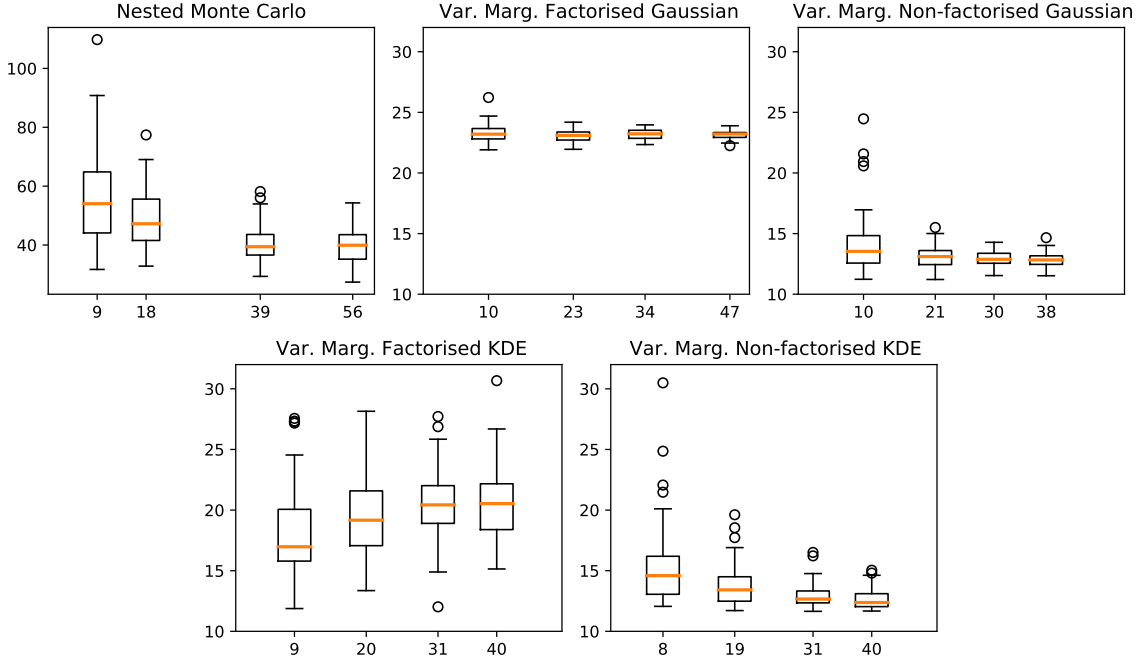 Nested Monte Carlo
Var. Marg. Factorised Gaussian
Var. Marg. Non-factorised Gaussian
100
80
60
40
9 18 39 56
30
25
20
15
10
10 23 34 47
30
25
20
15
10
10 21 30 38
Var. Marg. Factorised KDE
Var. Marg. Non-factorised KDE
30
25
20
15
10
9 20 31 40
30
25
20
15
10
8 19 31 40